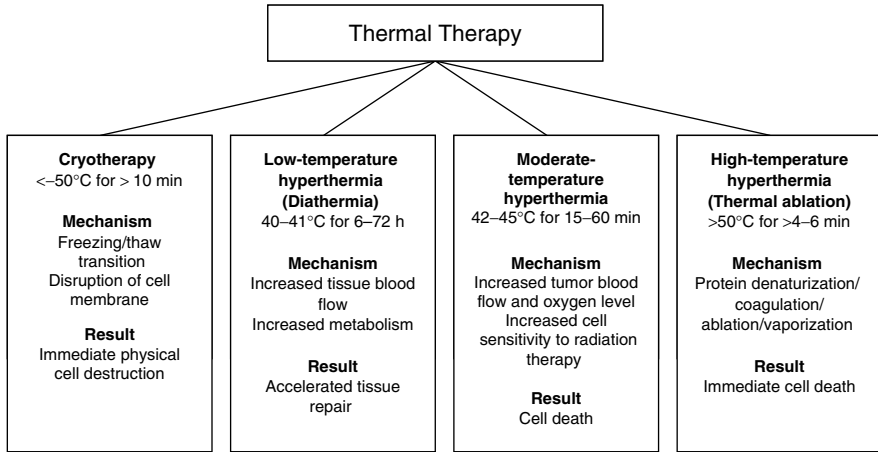 Thermal Therapy
Cryotherapy
<–50°C for > 10 min
Mechanism
Freezing/thaw
transition
Disruption of cell
membrane
Result
Immediate physical
cell destruction
Low-temperature
hyperthermia
(Diathermia)
40–41°C for 6–72 h
Mechanism
Increased tissue blood
flow
Increased metabolism
Result
Accelerated tissue
repair
Moderate-
temperature
hyperthermia
42–45°C for 15–60 min
Mechanism
Increased tumor blood
flow and oxygen level
Increased cell
sensitivity to radiation
therapy
Result
Cell death
High-temperature
hyperthermia
(Thermal ablation)
>50°C for >4–6 min
Mechanism
Protein denaturization/
coagulation/
ablation/vaporization
Result
Immediate cell death